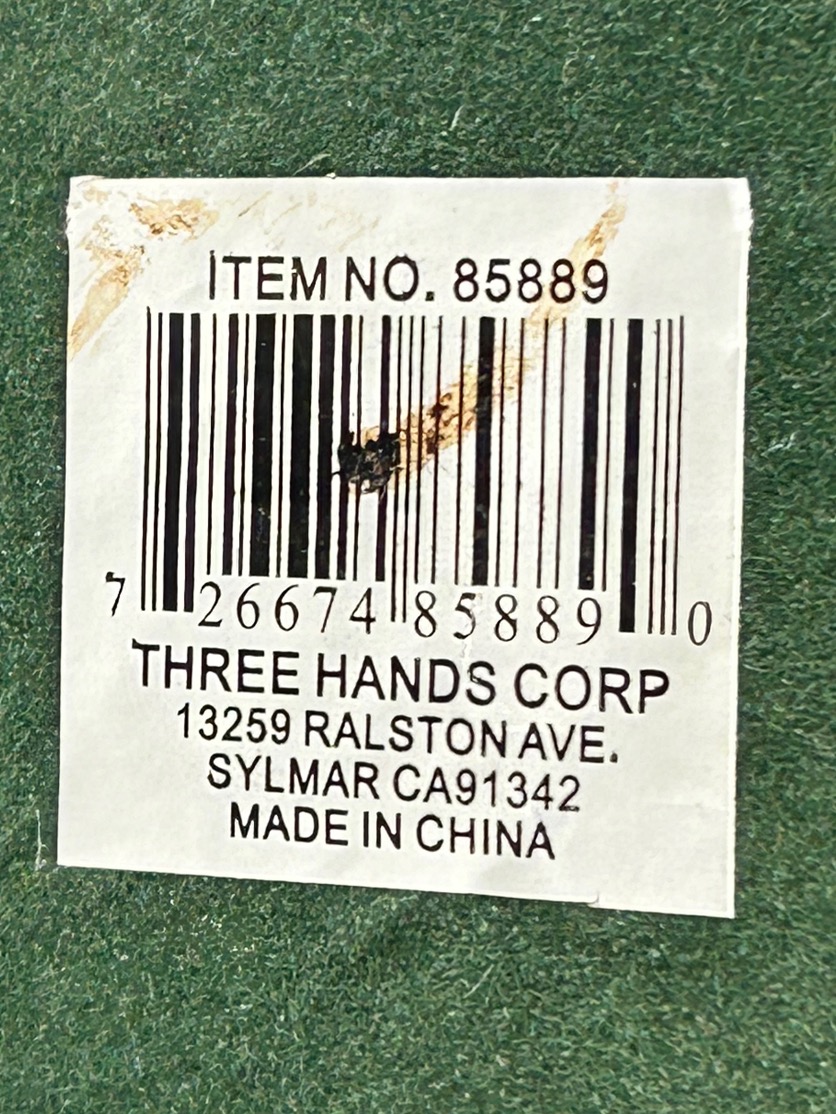 ITEM NO. 85889
7 26674 85889 0
THREE HANDS CORP
13259 RALSTON AVE.
SYLMAR CA91342
MADE IN CHINA